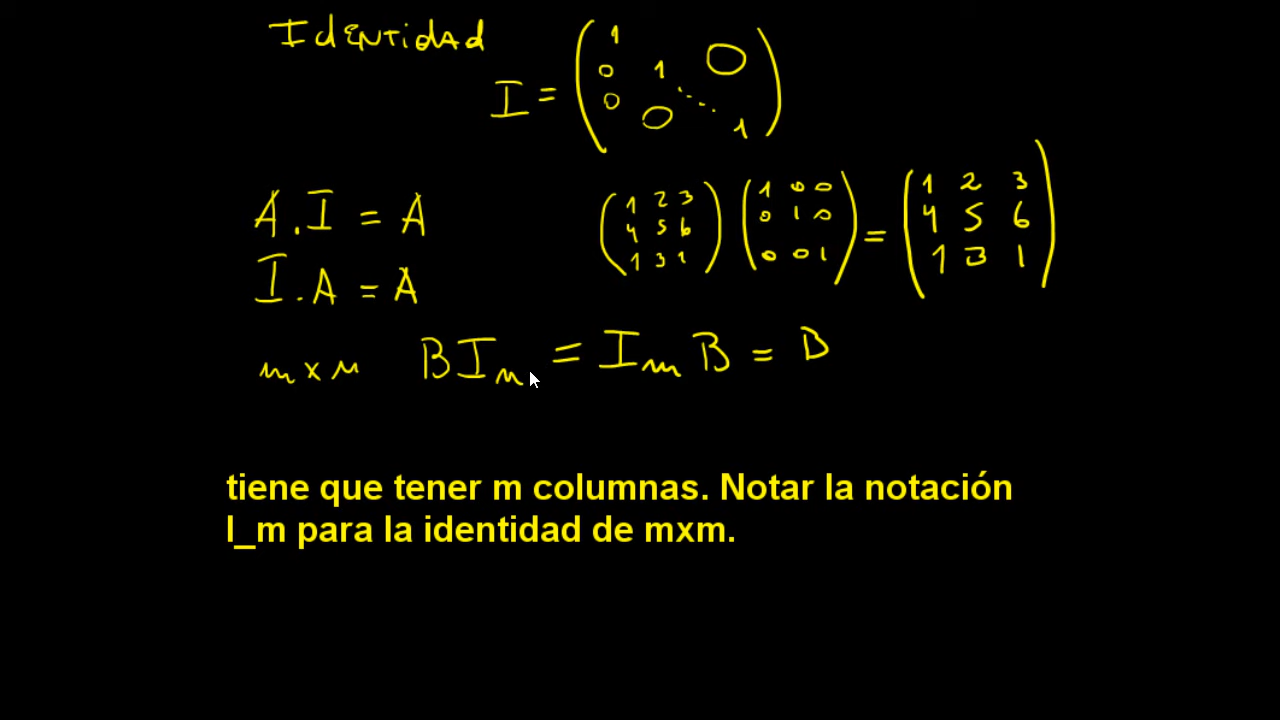 Identidad
I = ( 1
0 1 0
0 0 ⋱ 1 )
A.I = A
( 1 2 3
4 5 6
1 3 1 ) ( 1 0 0
0 1 0
0 0 1 ) = ( 1 2 3
4 5 6
1 3 1 )
I.A = A
m x n B I_n = I_m B = B
tiene que tener m columnas. Notar la notación
I_m para la identidad de mxm.